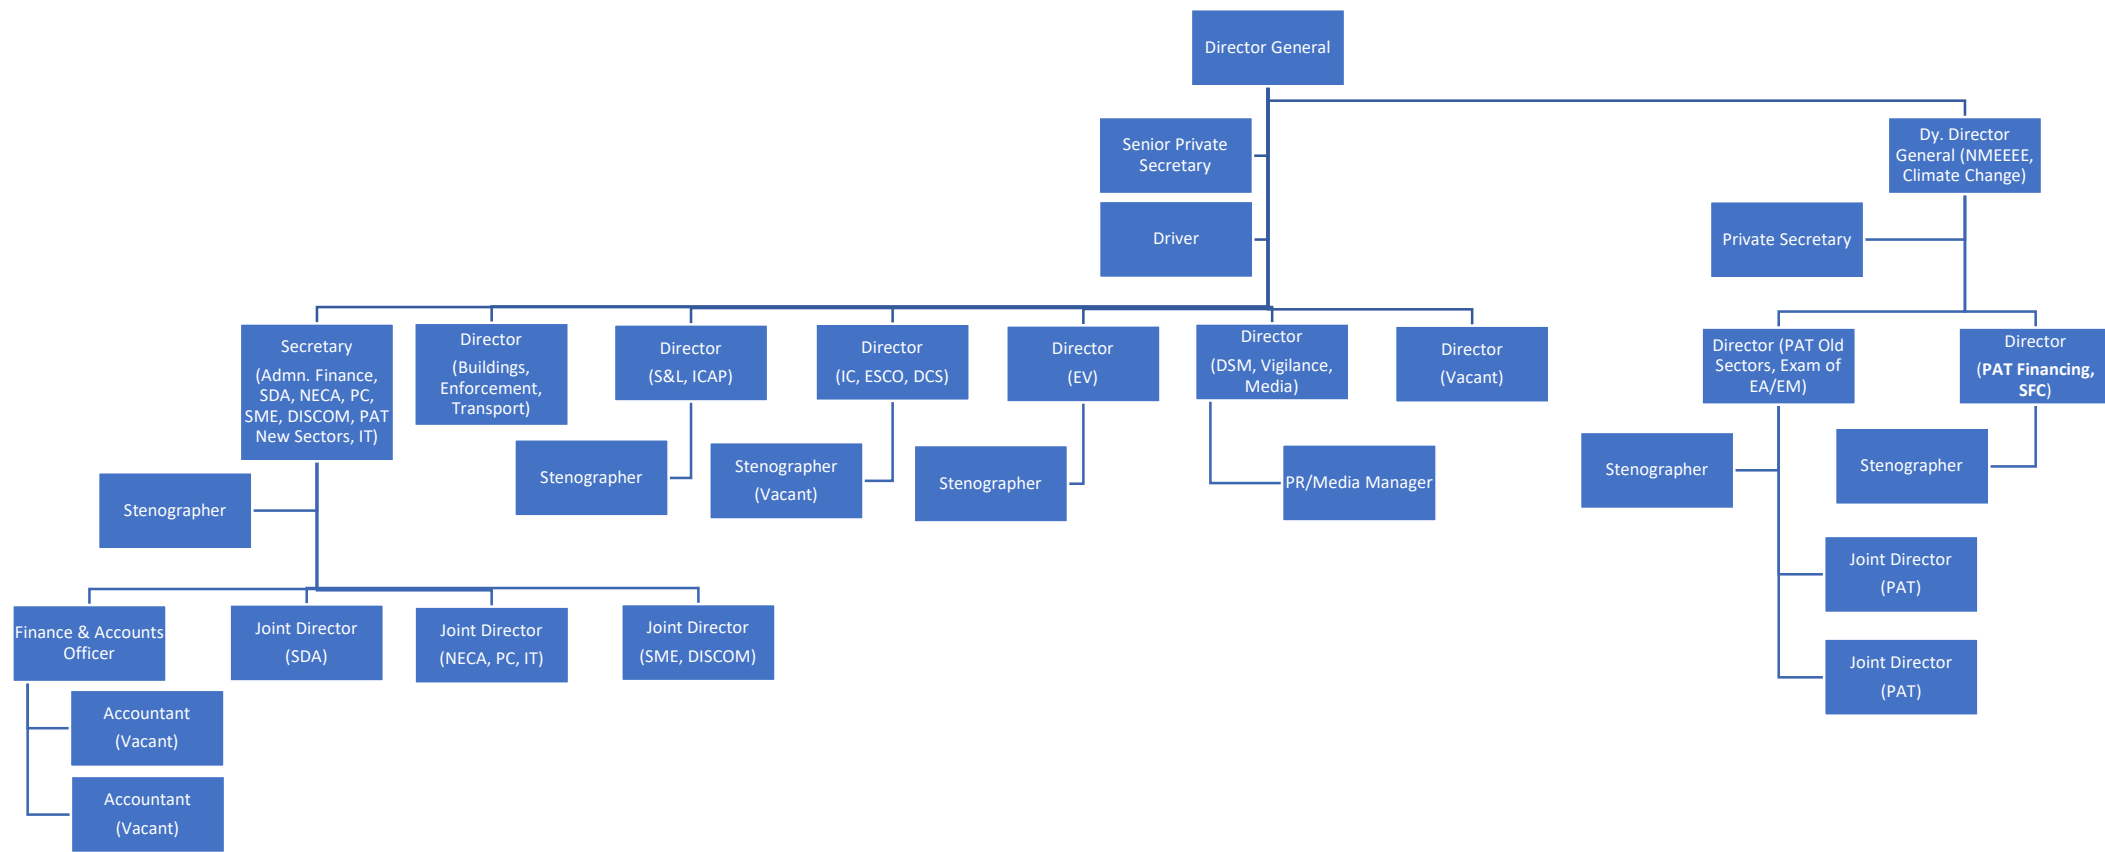 Director General
Senior Private
Secretary
Dy. Director
General (NMEEEE,
Climate Change)
Driver
Private Secretary
Secretary
(Admn. Finance,
SDA, NECA, PC,
SME, DISCOM, PAT
New Sectors, IT)
Director
(Buildings,
Enforcement,
Transport)
Director
(S&L, ICAP)
Director
(IC, ESCO, DCS)
Director
(EV)
Director
(DSM, Vigilance,
Media)
Director
(Vacant)
Director (PAT Old
Sectors, Exam of
EA/EM)
Director
(PAT Financing,
SFC)
Stenographer
Stenographer
Stenographer
(Vacant)
Stenographer
PR/Media Manager
Stenographer
Stenographer
Joint Director
(PAT)
Finance & Accounts
Officer
Joint Director
(SDA)
Joint Director
(NECA, PC, IT)
Joint Director
(SME, DISCOM)
Joint Director
(PAT)
Accountant
(Vacant)
Accountant
(Vacant)